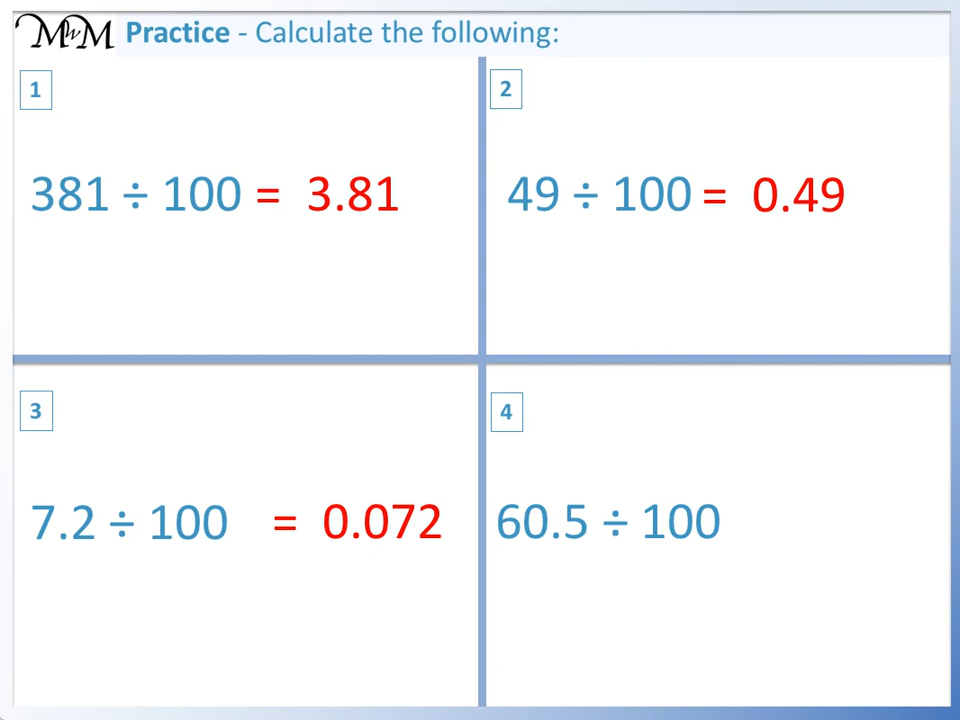 MwM Practice - Calculate the following:
1
381 ÷ 100 = 3.81
2
49 ÷ 100 = 0.49
3
7.2 ÷ 100 = 0.072
4
60.5 ÷ 100